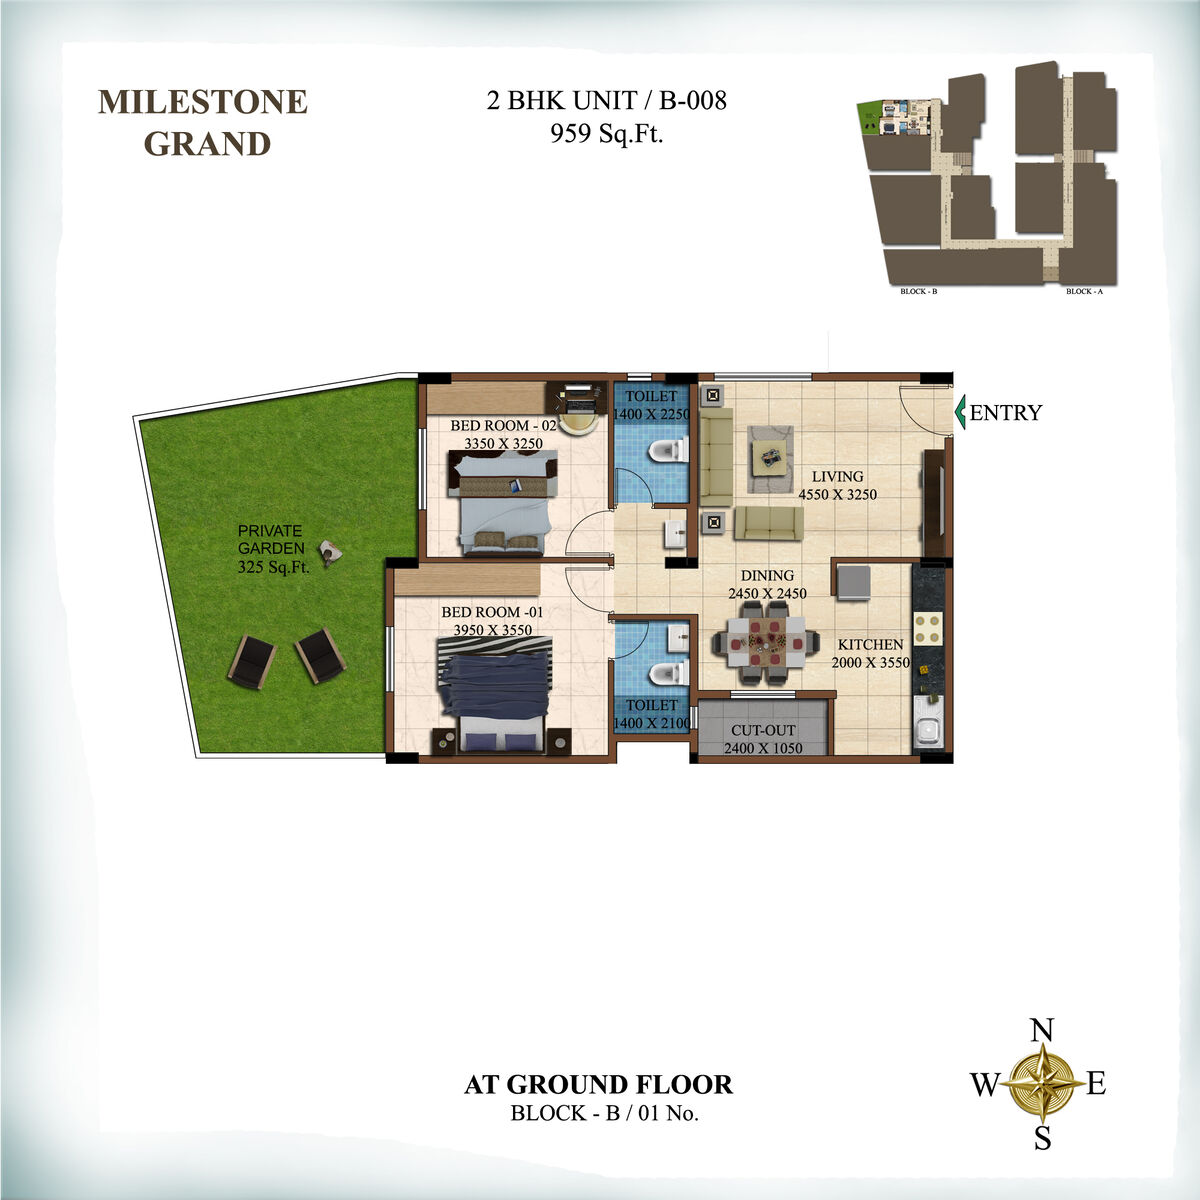 MILESTONE
GRAND
2 BHK UNIT / B-008
959 Sq.Ft.
BLOCK - B
BLOCK - A
TOILET
1400 X 2250
BED ROOM - 02
3350 X 3250
ENTRY
LIVING
4550 X 3250
PRIVATE
GARDEN
325 Sq.Ft.
DINING
2450 X 2450
BED ROOM -01
3950 X 3550
KITCHEN
2000 X 3550
TOILET
1400 X 2100
CUT-OUT
2400 X 1050
N
W
E
S
AT GROUND FLOOR
BLOCK - B / 01 No.